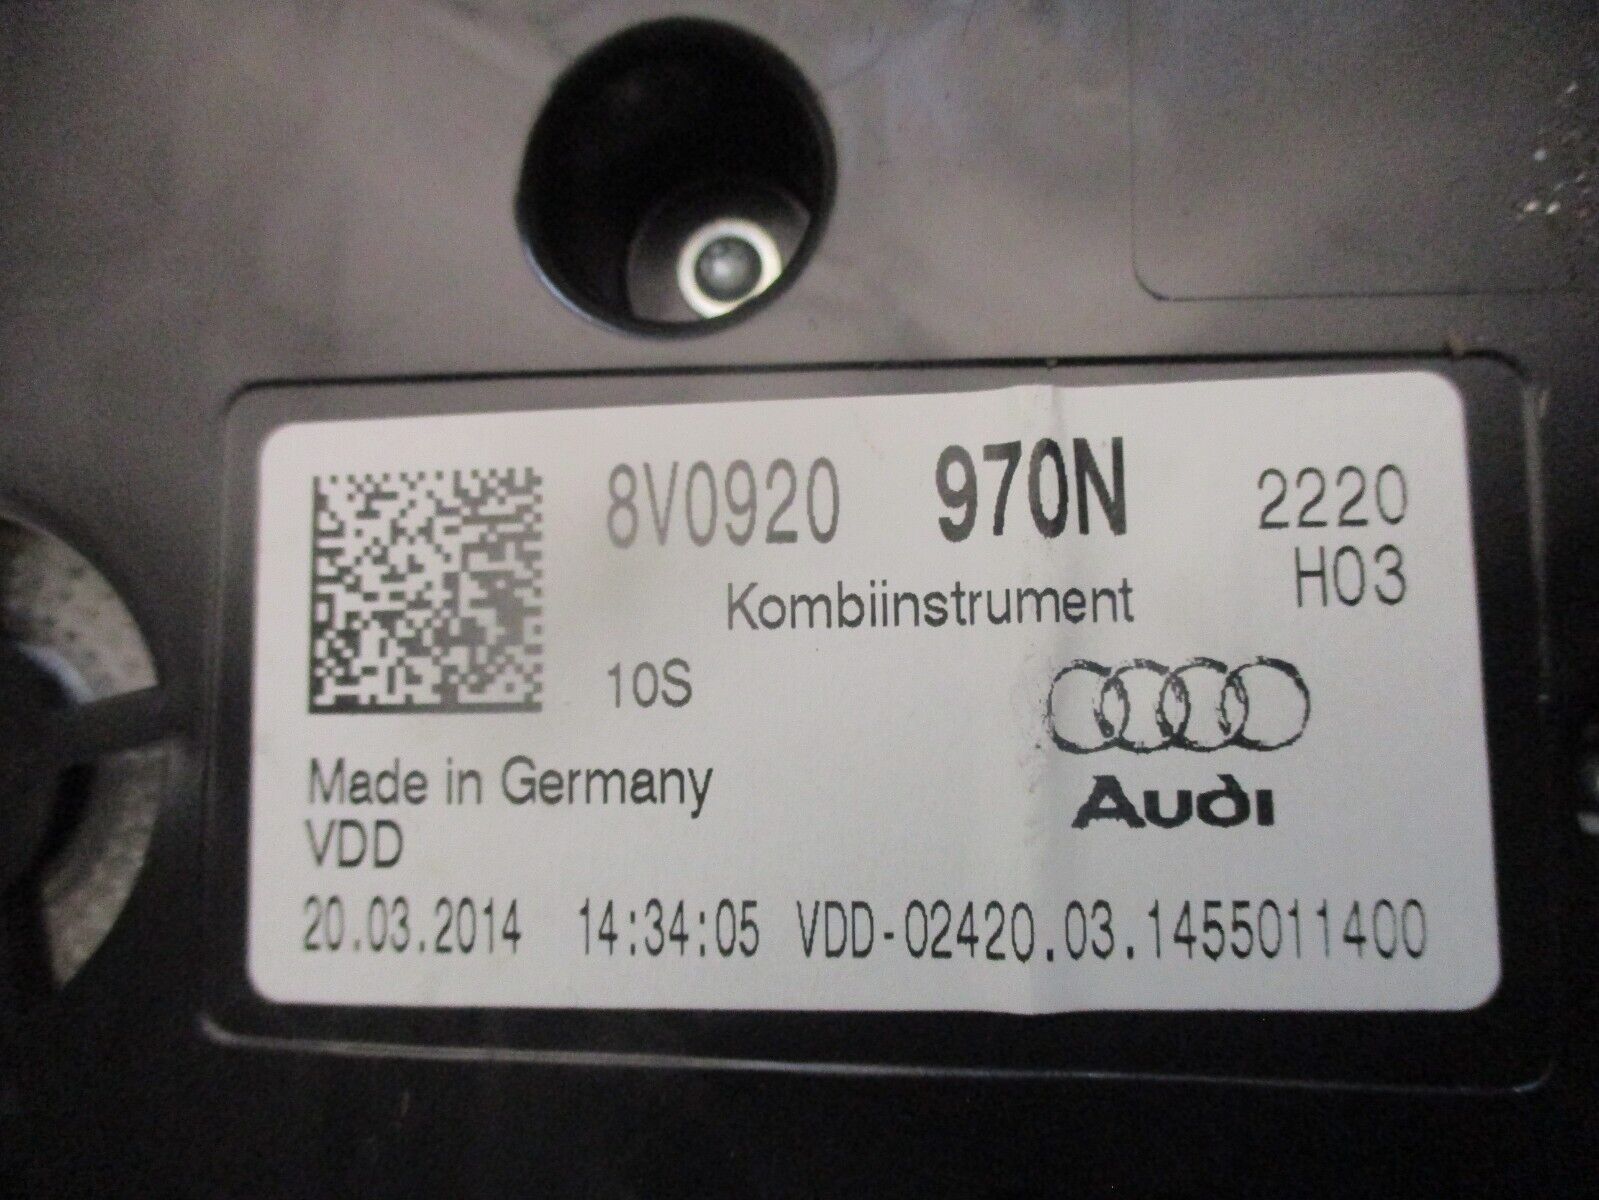 8V0920 970N 2220
Kombiinstrument H03
10S
Audi
Made in Germany
VDD
20.03.2014 14:34:05 VDD-02420.03.1455011400